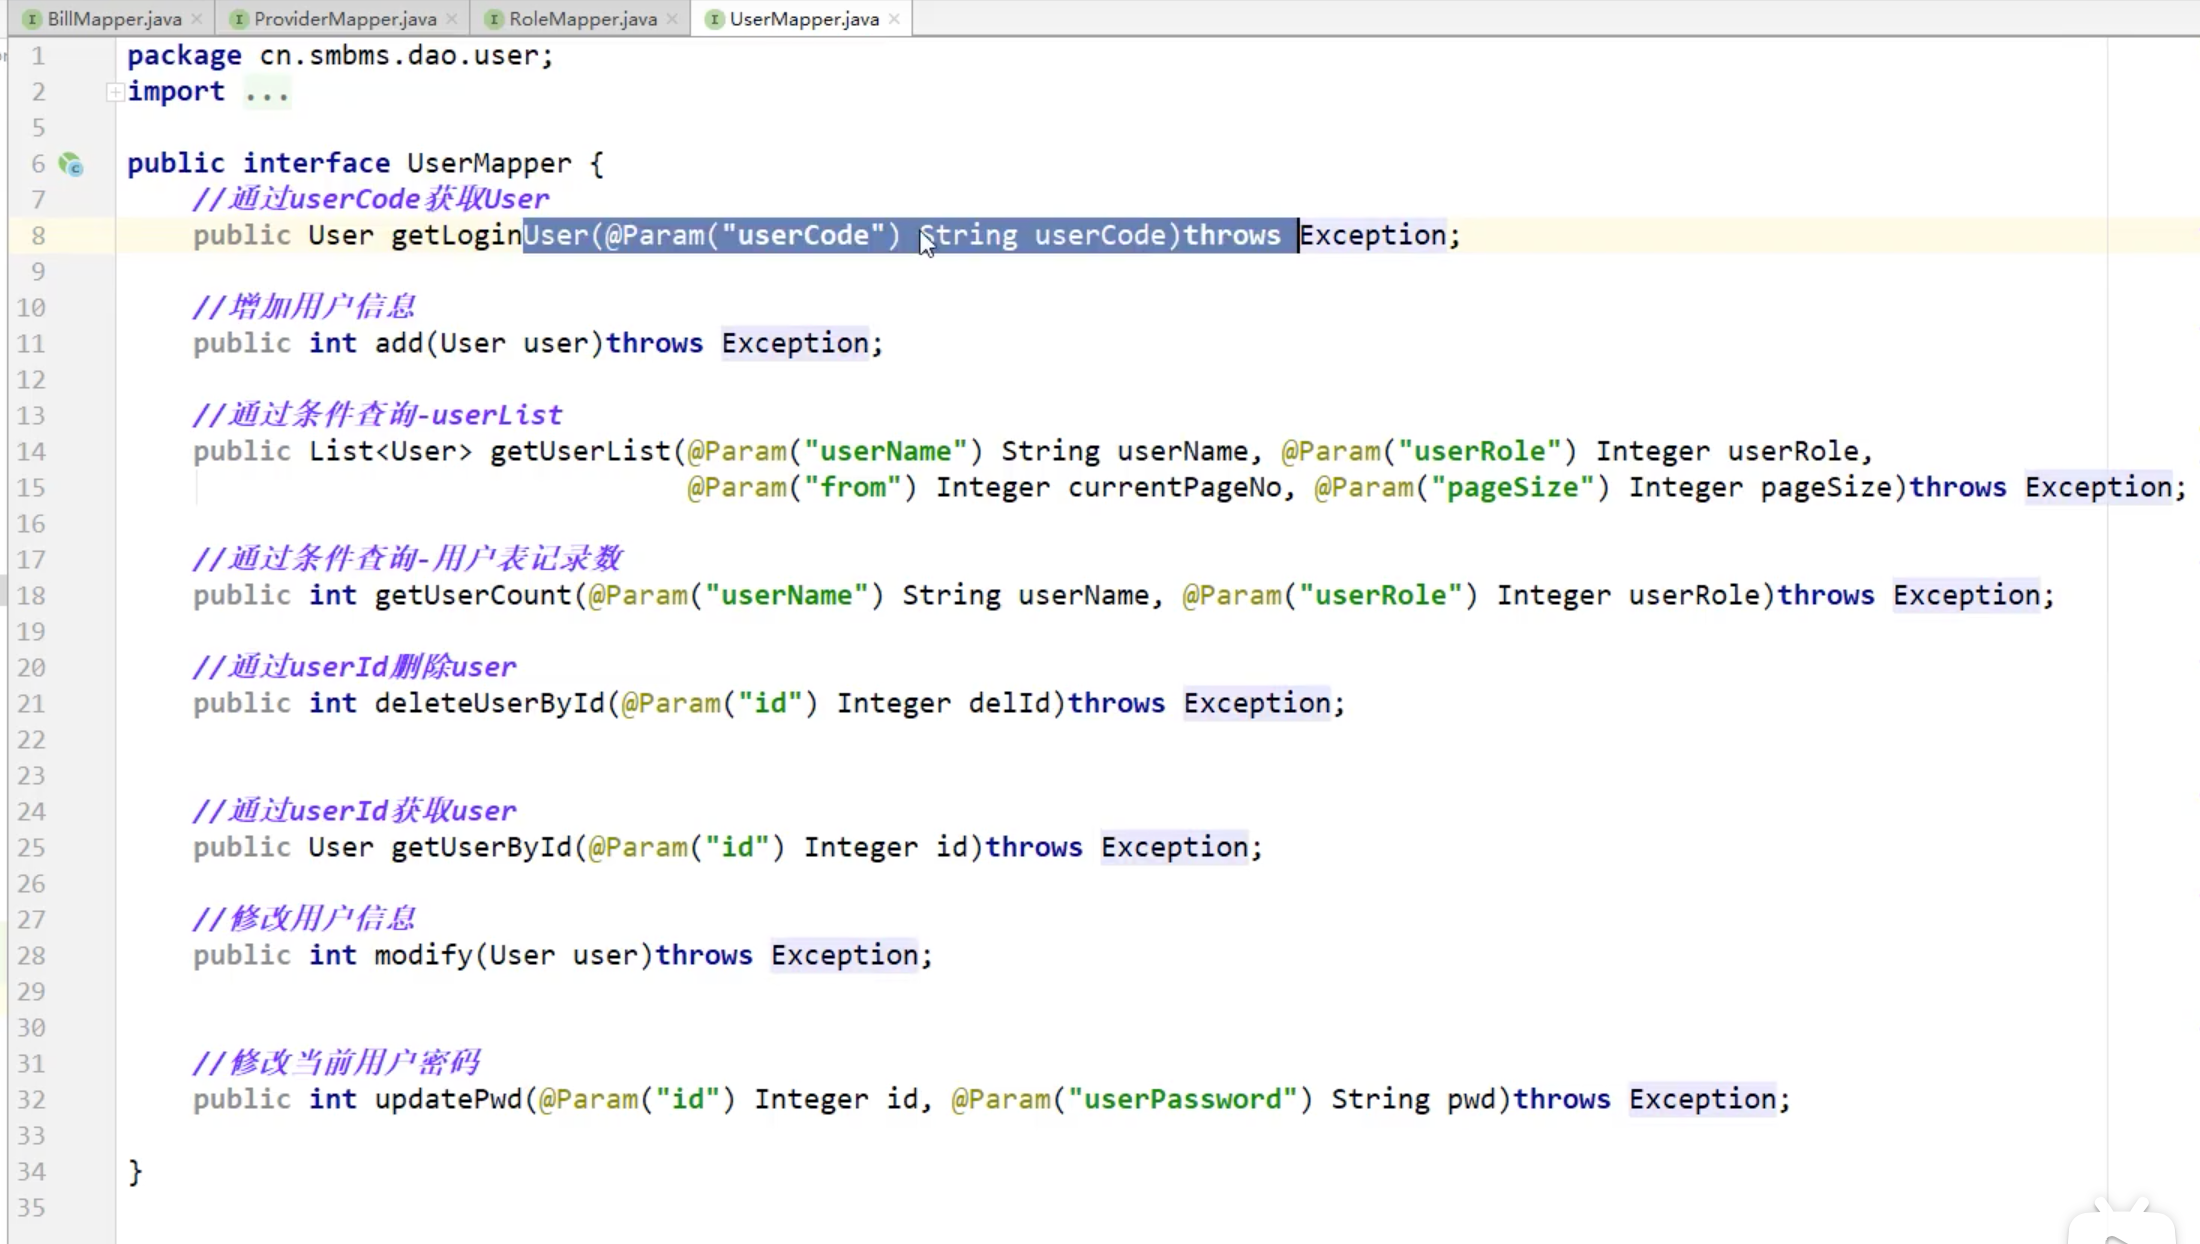 BillMapper.java ProviderMapper.java RoleMapper.java UserMapper.java
1 package cn.smbms.dao.user;
2 import ...
5
6 public interface UserMapper {
7 //通过userCode获取User
8 public User getLoginUser(@Param("userCode") String userCode)throws Exception;
9
10 //增加用户信息
11 public int add(User user)throws Exception;
12
13 //通过条件查询-userList
14 public List<User> getUserList(@Param("userName") String userName, @Param("userRole") Integer userRole,
15 @Param("from") Integer currentPageNo, @Param("pageSize") Integer pageSize)throws Exception;
16
17 //通过条件查询-用户表记录数
18 public int getUserCount(@Param("userName") String userName, @Param("userRole") Integer userRole)throws Exception;
19
20 //通过userId删除user
21 public int deleteUserById(@Param("id") Integer delId)throws Exception;
22
23
24 //通过userId获取user
25 public User getUserById(@Param("id") Integer id)throws Exception;
26
27 //修改用户信息
28 public int modify(User user)throws Exception;
29
30
31 //修改当前用户密码
32 public int updatePwd(@Param("id") Integer id, @Param("userPassword") String pwd)throws Exception;
33
34 }
35